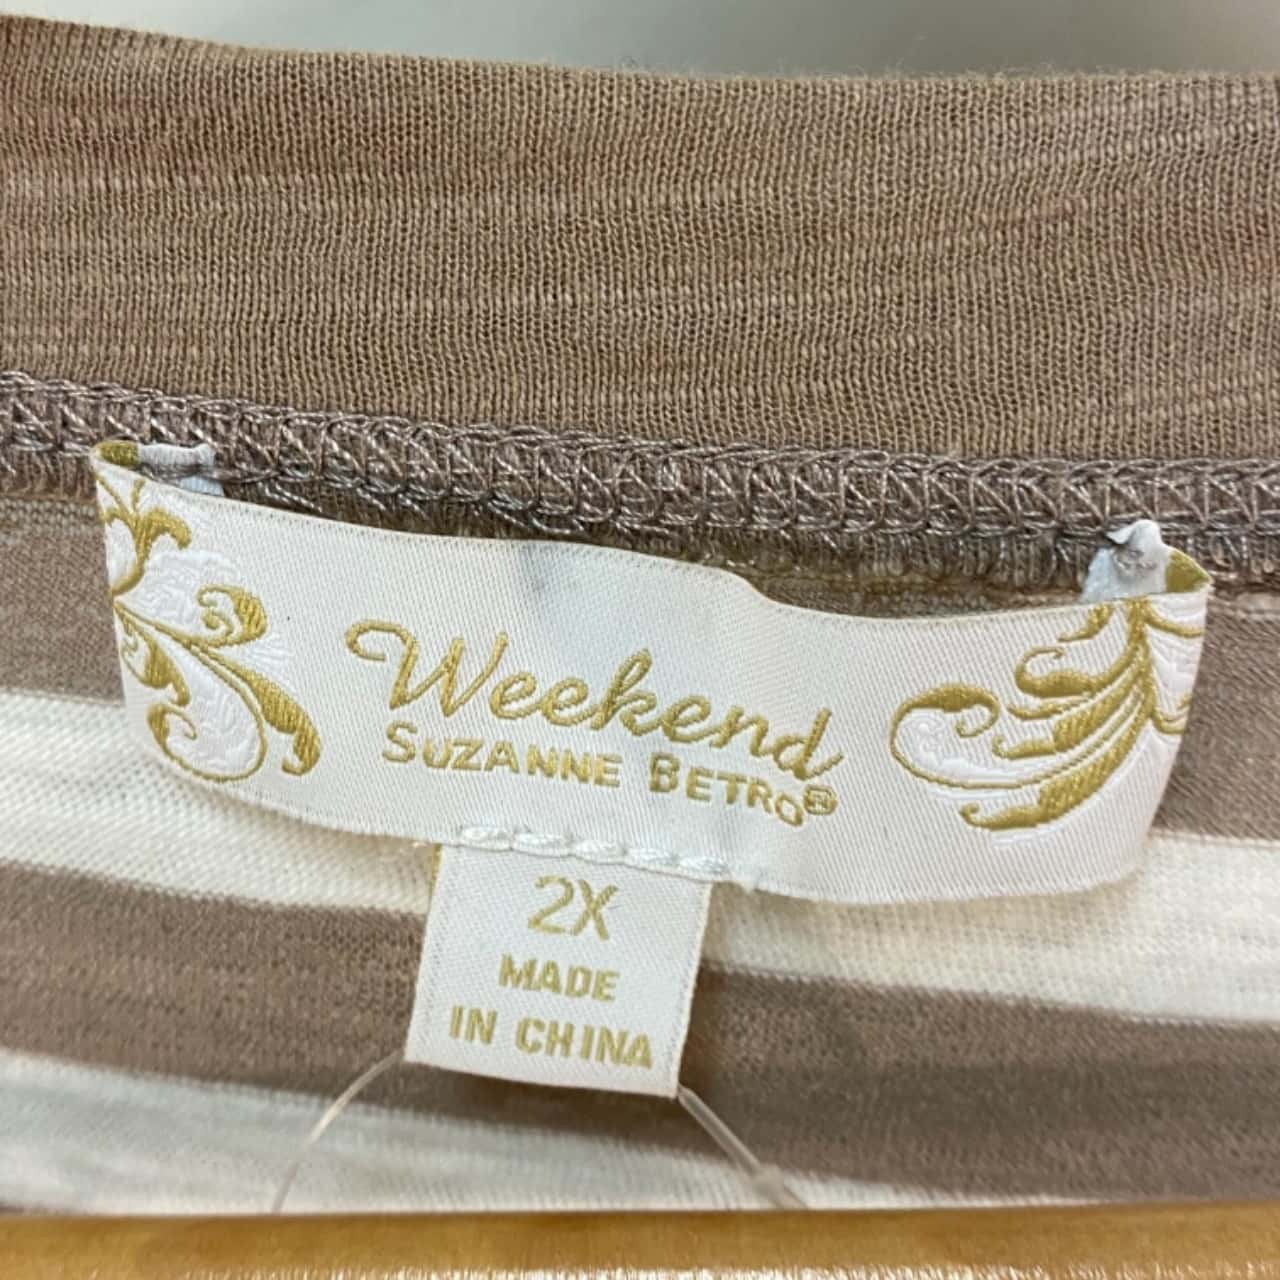 Weekend
SUZANNE BETRO®
2X
MADE
IN CHINA